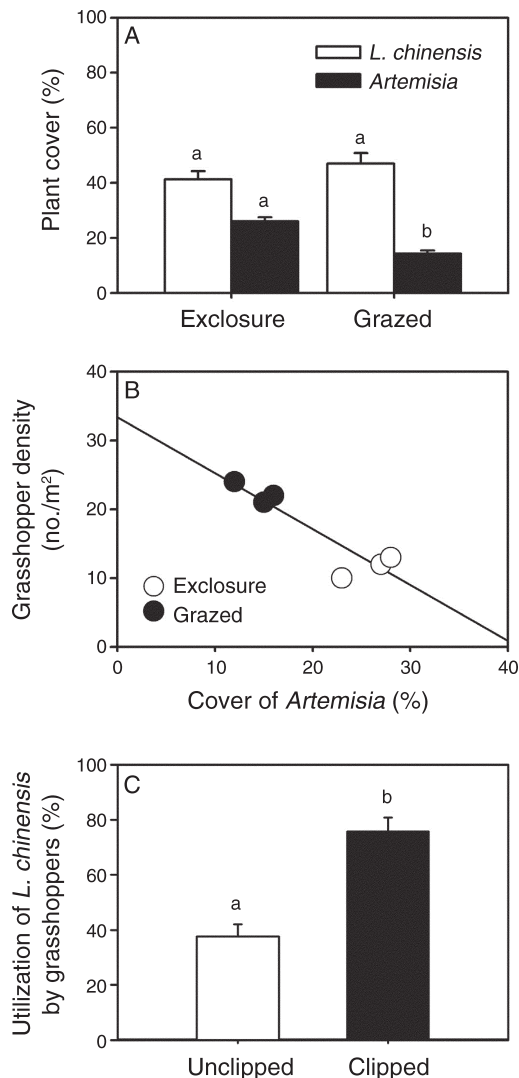 A
L. chinensis
Artemisia
Plant cover (%)
100
80
60
40
20
0
a
a
a
b
Exclosure
Grazed
B
Grasshopper density
(no./m²)
40
30
20
10
0
Exclosure
Grazed
0
10
20
30
40
Cover of Artemisia (%)
C
Utilization of L. chinensis
by grasshoppers (%)
100
80
60
40
20
0
a
b
Unclipped
Clipped